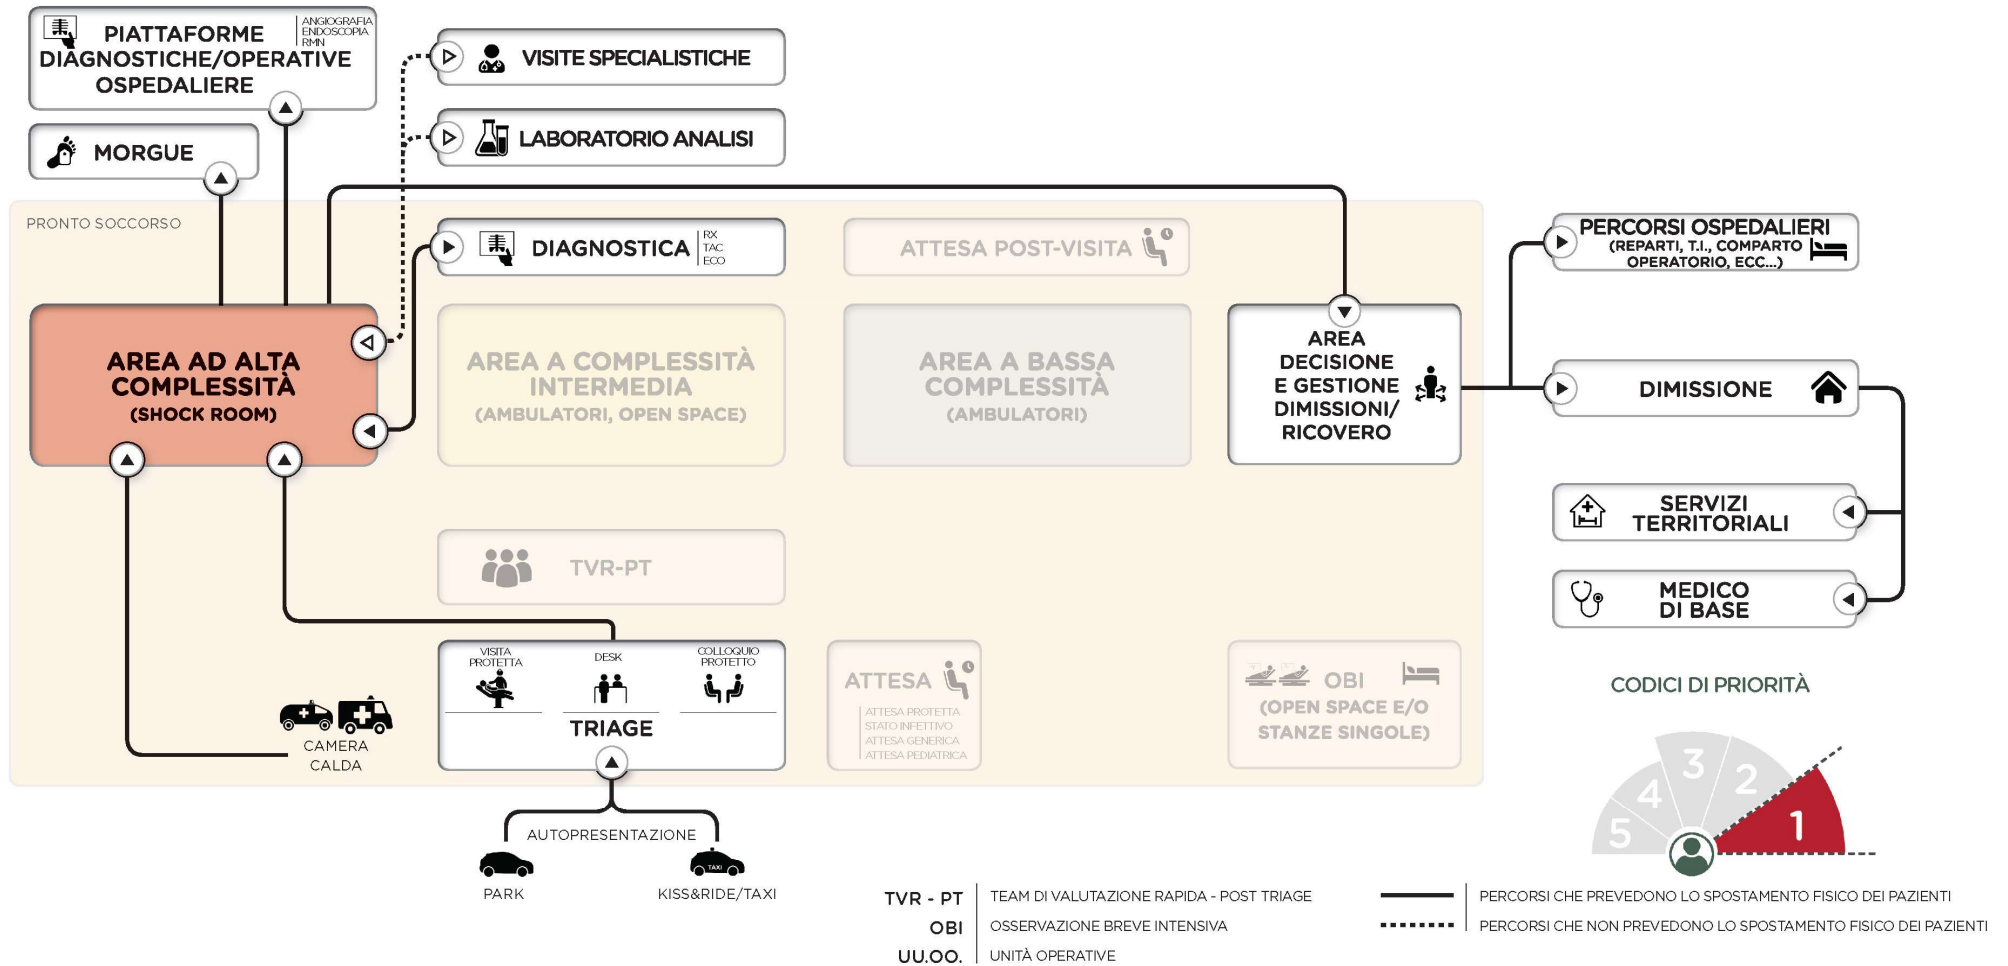 PIATTAFORME
DIAGNOSTICHE/OPERATIVE
OSPEDALIERE
ANGIOGRAFIA
ENDOSCOPIA
RMN
MORGUE
VISITE SPECIALISTICHE
LABORATORIO ANALISI
PRONTO SOCCORSO
DIAGNOSTICA
RX
TAC
ECO
ATTESA POST-VISITA
PERCORSI OSPEDALIERI
(REPARTI, T.I., COMPARTO
OPERATORIO, ECC...)
AREA AD ALTA
COMPLESSITÀ
(SHOCK ROOM)
AREA A COMPLESSITÀ
INTERMEDIA
(AMBULATORI, OPEN SPACE)
AREA A BASSA
COMPLESSITÀ
(AMBULATORI)
AREA
DECISIONE
E GESTIONE
DIMISSIONI/
RICOVERO
DIMISSIONE
SERVIZI
TERRITORIALI
MEDICO
DI BASE
TVR-PT
VISITA
PROTETTA
DESK
COLLOQUIO
PROTETTO
TRIAGE
ATTESA
ATTESA PROTETTA
STATO INFETTIVO
ATTESA GENERICA
ATTESA PEDIATRICA
OBI
(OPEN SPACE E/O
STANZE SINGOLE)
CAMERA
CALDA
AUTOPRESENTAZIONE
PARK
TAXI
KISS&RIDE/TAXI
CODICI DI PRIORITÀ
5
4
3
2
1
TVR - PT TEAM DI VALUTAZIONE RAPIDA - POST TRIAGE
OBI OSSERVAZIONE BREVE INTENSIVA
UU.OO. UNITÀ OPERATIVE
PERCORSI CHE PREVEDONO LO SPOSTAMENTO FISICO DEI PAZIENTI
PERCORSI CHE NON PREVEDONO LO SPOSTAMENTO FISICO DEI PAZIENTI